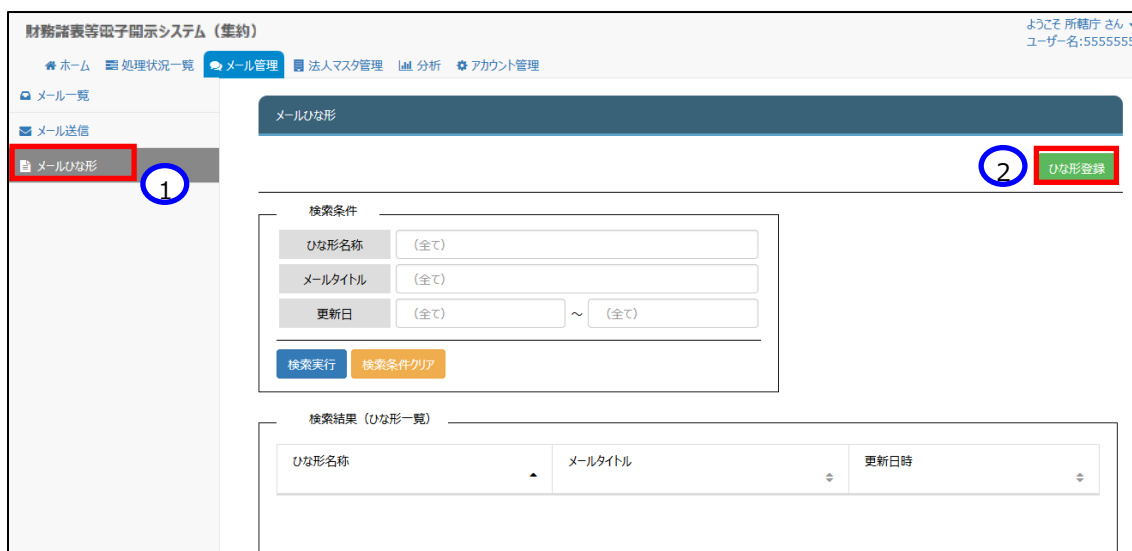 財務諸表等電子開示システム（集約）
ようこそ 所轄庁 さん
ユーザー名:5555555
ホーム 処理状況一覧 メール管理 法人マスタ管理 分析 アカウント管理
メール一覧
メール送信
メールひな形
1
メールひな形
2 ひな形登録
検索条件
ひな形名称 (全て)
メールタイトル (全て)
更新日 (全て) ～ (全て)
検索実行 検索条件クリア
検索結果（ひな形一覧）
ひな形名称 メールタイトル 更新日時